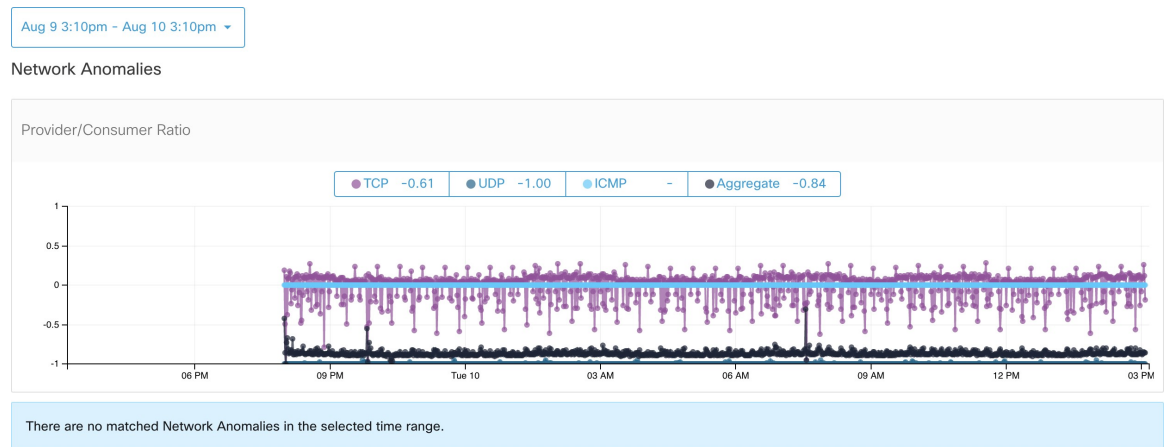 Aug 9 3:10pm - Aug 10 3:10pm
Network Anomalies
Provider/Consumer Ratio
TCP -0.61 UDP -1.00 ICMP - Aggregate -0.84
1
0.5
0
-0.5
-1
06 PM 09 PM Tue 10 03 AM 06 AM 09 AM 12 PM 03 PM
There are no matched Network Anomalies in the selected time range.